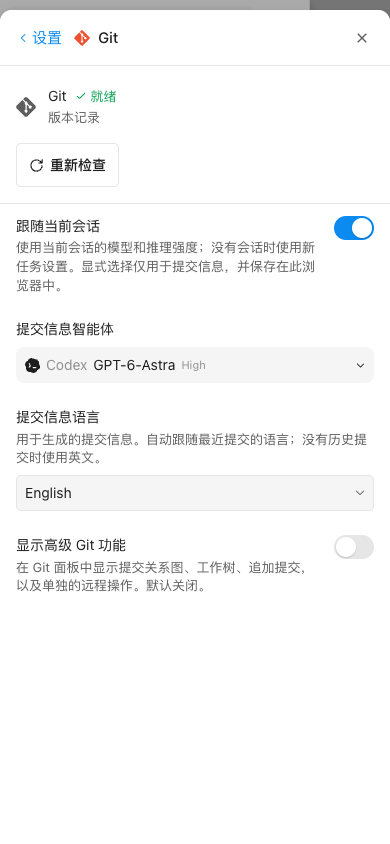 设置 Git
Git 就绪
版本记录
重新检查
跟随当前会话
使用当前会话的模型和推理强度；没有会话时使用新
任务设置。显式选择仅用于提交信息，并保存在此浏
览器中。
提交信息智能体
Codex GPT-6-Astra High
提交信息语言
用于生成的提交信息。自动跟随最近提交的语言；没有历史提
交时使用英文。
English
显示高级 Git 功能
在 Git 面板中显示提交关系图、工作树、追加提交，
以及单独的远程操作。默认关闭。